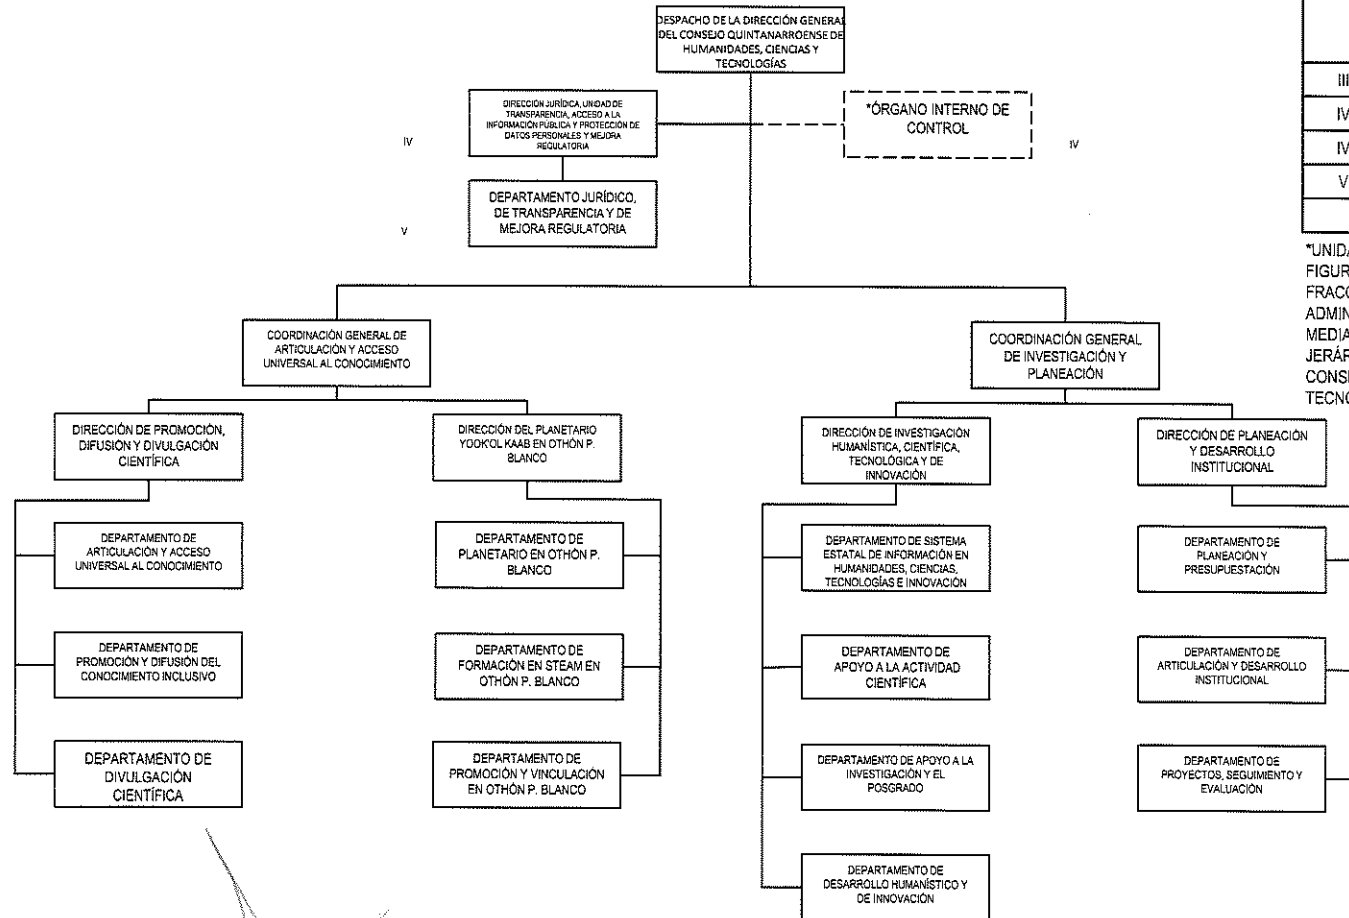 DESPACHO DE LA DIRECCIÓN GENERAL
DEL CONSEJO QUINTANARROENSE DE
HUMANIDADES, CIENCIAS Y
TECNOLOGÍAS
DIRECCIÓN JURÍDICA, UNIDAD DE
TRANSPARENCIA, ACCESO A LA
INFORMACIÓN PÚBLICA Y PROTECCIÓN DE
DATOS PERSONALES Y MEJORA
REGULATORIA
*ÓRGANO INTERNO DE
CONTROL
IV
IV
DEPARTAMENTO JURÍDICO,
DE TRANSPARENCIA Y DE
MEJORA REGULATORIA
V
III
IV
IV
V
*UNIDA
FIGUR
FRACC
ADMIN
MEDIA
JERÁR
CONSE
TECNO
COORDINACIÓN GENERAL DE
ARTICULACIÓN Y ACCESO
UNIVERSAL AL CONOCIMIENTO
COORDINACIÓN GENERAL
DE INVESTIGACIÓN Y
PLANEACIÓN
DIRECCIÓN DE PROMOCIÓN,
DIFUSIÓN Y DIVULGACIÓN
CIENTÍFICA
DIRECCIÓN DEL PLANETARIO
YOOK'OL KAAB EN OTHÓN P.
BLANCO
DIRECCIÓN DE INVESTIGACIÓN
HUMANÍSTICA, CIENTÍFICA,
TECNOLÓGICA Y DE
INNOVACIÓN
DIRECCIÓN DE PLANEACIÓN
Y DESARROLLO
INSTITUCIONAL
DEPARTAMENTO DE
ARTICULACIÓN Y ACCESO
UNIVERSAL AL CONOCIMIENTO
DEPARTAMENTO DE
PLANETARIO EN OTHÓN P.
BLANCO
DEPARTAMENTO DE SISTEMA
ESTATAL DE INFORMACIÓN EN
HUMANIDADES, CIENCIAS,
TECNOLOGÍAS E INNOVACIÓN
DEPARTAMENTO DE
PLANEACIÓN Y
PRESUPUESTACIÓN
DEPARTAMENTO DE
PROMOCIÓN Y DIFUSIÓN DEL
CONOCIMIENTO INCLUSIVO
DEPARTAMENTO DE
FORMACIÓN EN STEAM EN
OTHÓN P. BLANCO
DEPARTAMENTO DE
APOYO A LA ACTIVIDAD
CIENTÍFICA
DEPARTAMENTO DE
ARTICULACIÓN Y DESARROLLO
INSTITUCIONAL
DEPARTAMENTO DE
DIVULGACIÓN
CIENTÍFICA
DEPARTAMENTO DE
PROMOCIÓN Y VINCULACIÓN
EN OTHÓN P. BLANCO
DEPARTAMENTO DE APOYO A LA
INVESTIGACIÓN Y EL
POSGRADO
DEPARTAMENTO DE
PROYECTOS, SEGUIMIENTO Y
EVALUACIÓN
DEPARTAMENTO DE
DESARROLLO HUMANÍSTICO Y
DE INNOVACIÓN